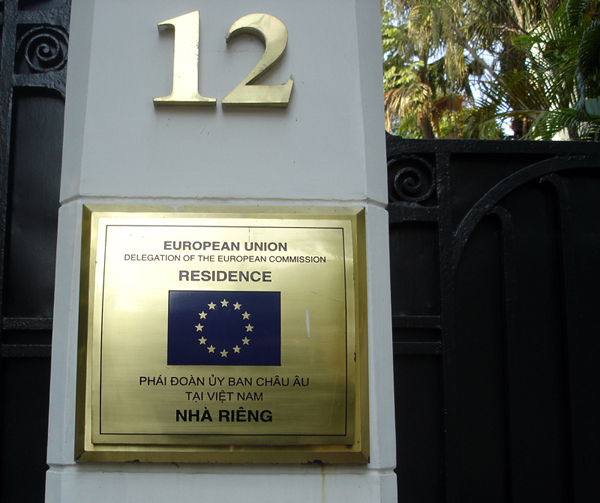 12
EUROPEAN UNION
DELEGATION OF THE EUROPEAN COMMISSION
RESIDENCE
PHÁI ĐOÀN ỦY BAN CHÂU ÂU
TẠI VIỆT NAM
NHÀ RIÊNG